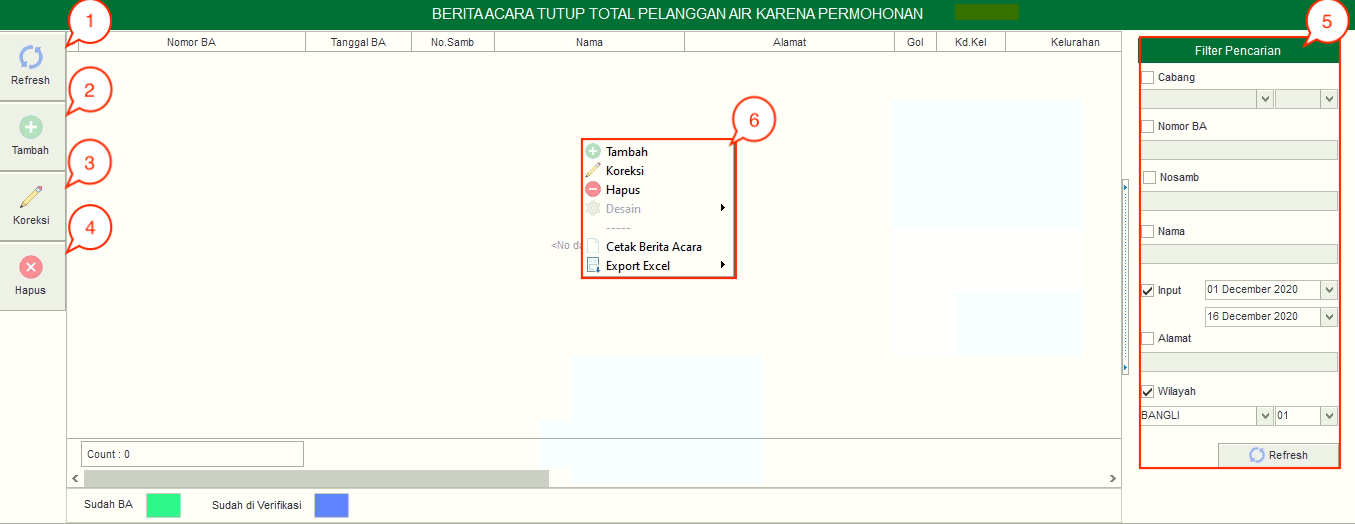 BERITA ACARA TUTUP TOTAL PELANGGAN AIR KARENA PERMOHONAN
1
Refresh
2
Tambah
3
Koreksi
4
Hapus
Nomor BA Tanggal BA No.Samb Nama Alamat Gol Kd.Kel Kelurahan
<No
6
Tambah
Koreksi
Hapus
Desain
-----
Cetak Berita Acara
Export Excel
5
Filter Pencarian
Cabang
Nomor BA
Nosamb
Nama
Input 01 December 2020
16 December 2020
Alamat
Wilayah
BANGLI 01
Refresh
Count : 0
Sudah BA Sudah di Verifikasi